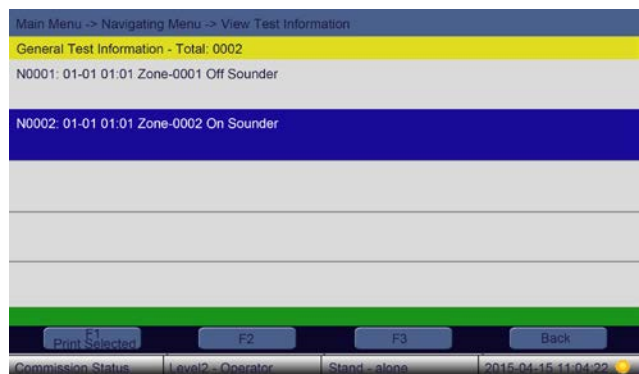 Main Menu -> Navigating Menu -> View Test Information
General Test Information - Total: 0002
N0001: 01-01 01:01 Zone-0001 Off Sounder
N0002: 01-01 01:01 Zone-0002 On Sounder
F1
Print Selected
F2
F3
Back
Commission Status
Level2 - Operator
Stand - alone
2015-04-15 11:04:22